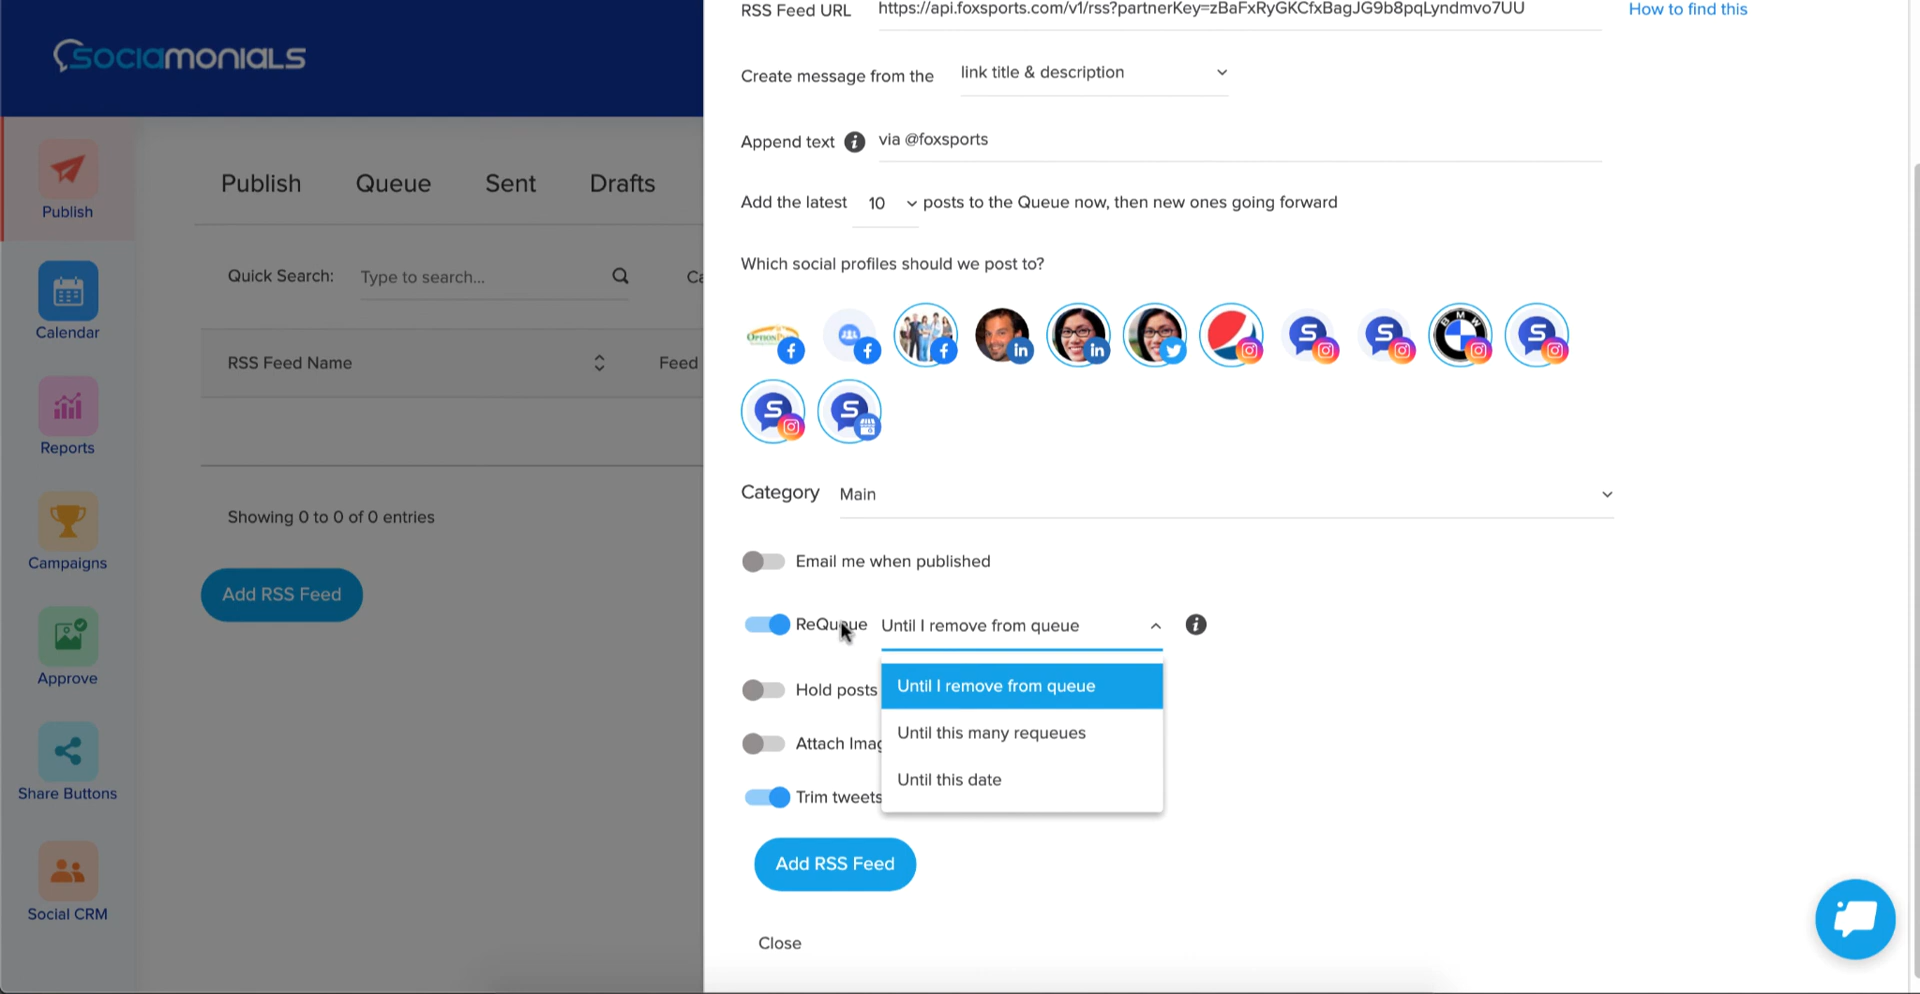 RSS Feed URL https://api.foxsports.com/v1/rss?partnerKey=zBaFxRyGKCfxBagJG9b8pqLyndmvo7UU How to find this
SOCIAMONIALS
Create message from the link title & description
Append text i via @foxsports
Publish Queue Sent Drafts
Add the latest 10 posts to the Queue now, then new ones going forward
Publish
Which social profiles should we post to?
Quick Search: Type to search... Ca
Calendar
BMW
RSS Feed Name Feed
Reports
Category Main
Showing 0 to 0 of 0 entries
Campaigns
Email me when published
Add RSS Feed
ReQueue Until I remove from queue i
Approve
Hold posts Until I remove from queue
Until this many requeues
Attach Imag
Until this date
Share Buttons
Trim tweets
Add RSS Feed
Social CRM
Close